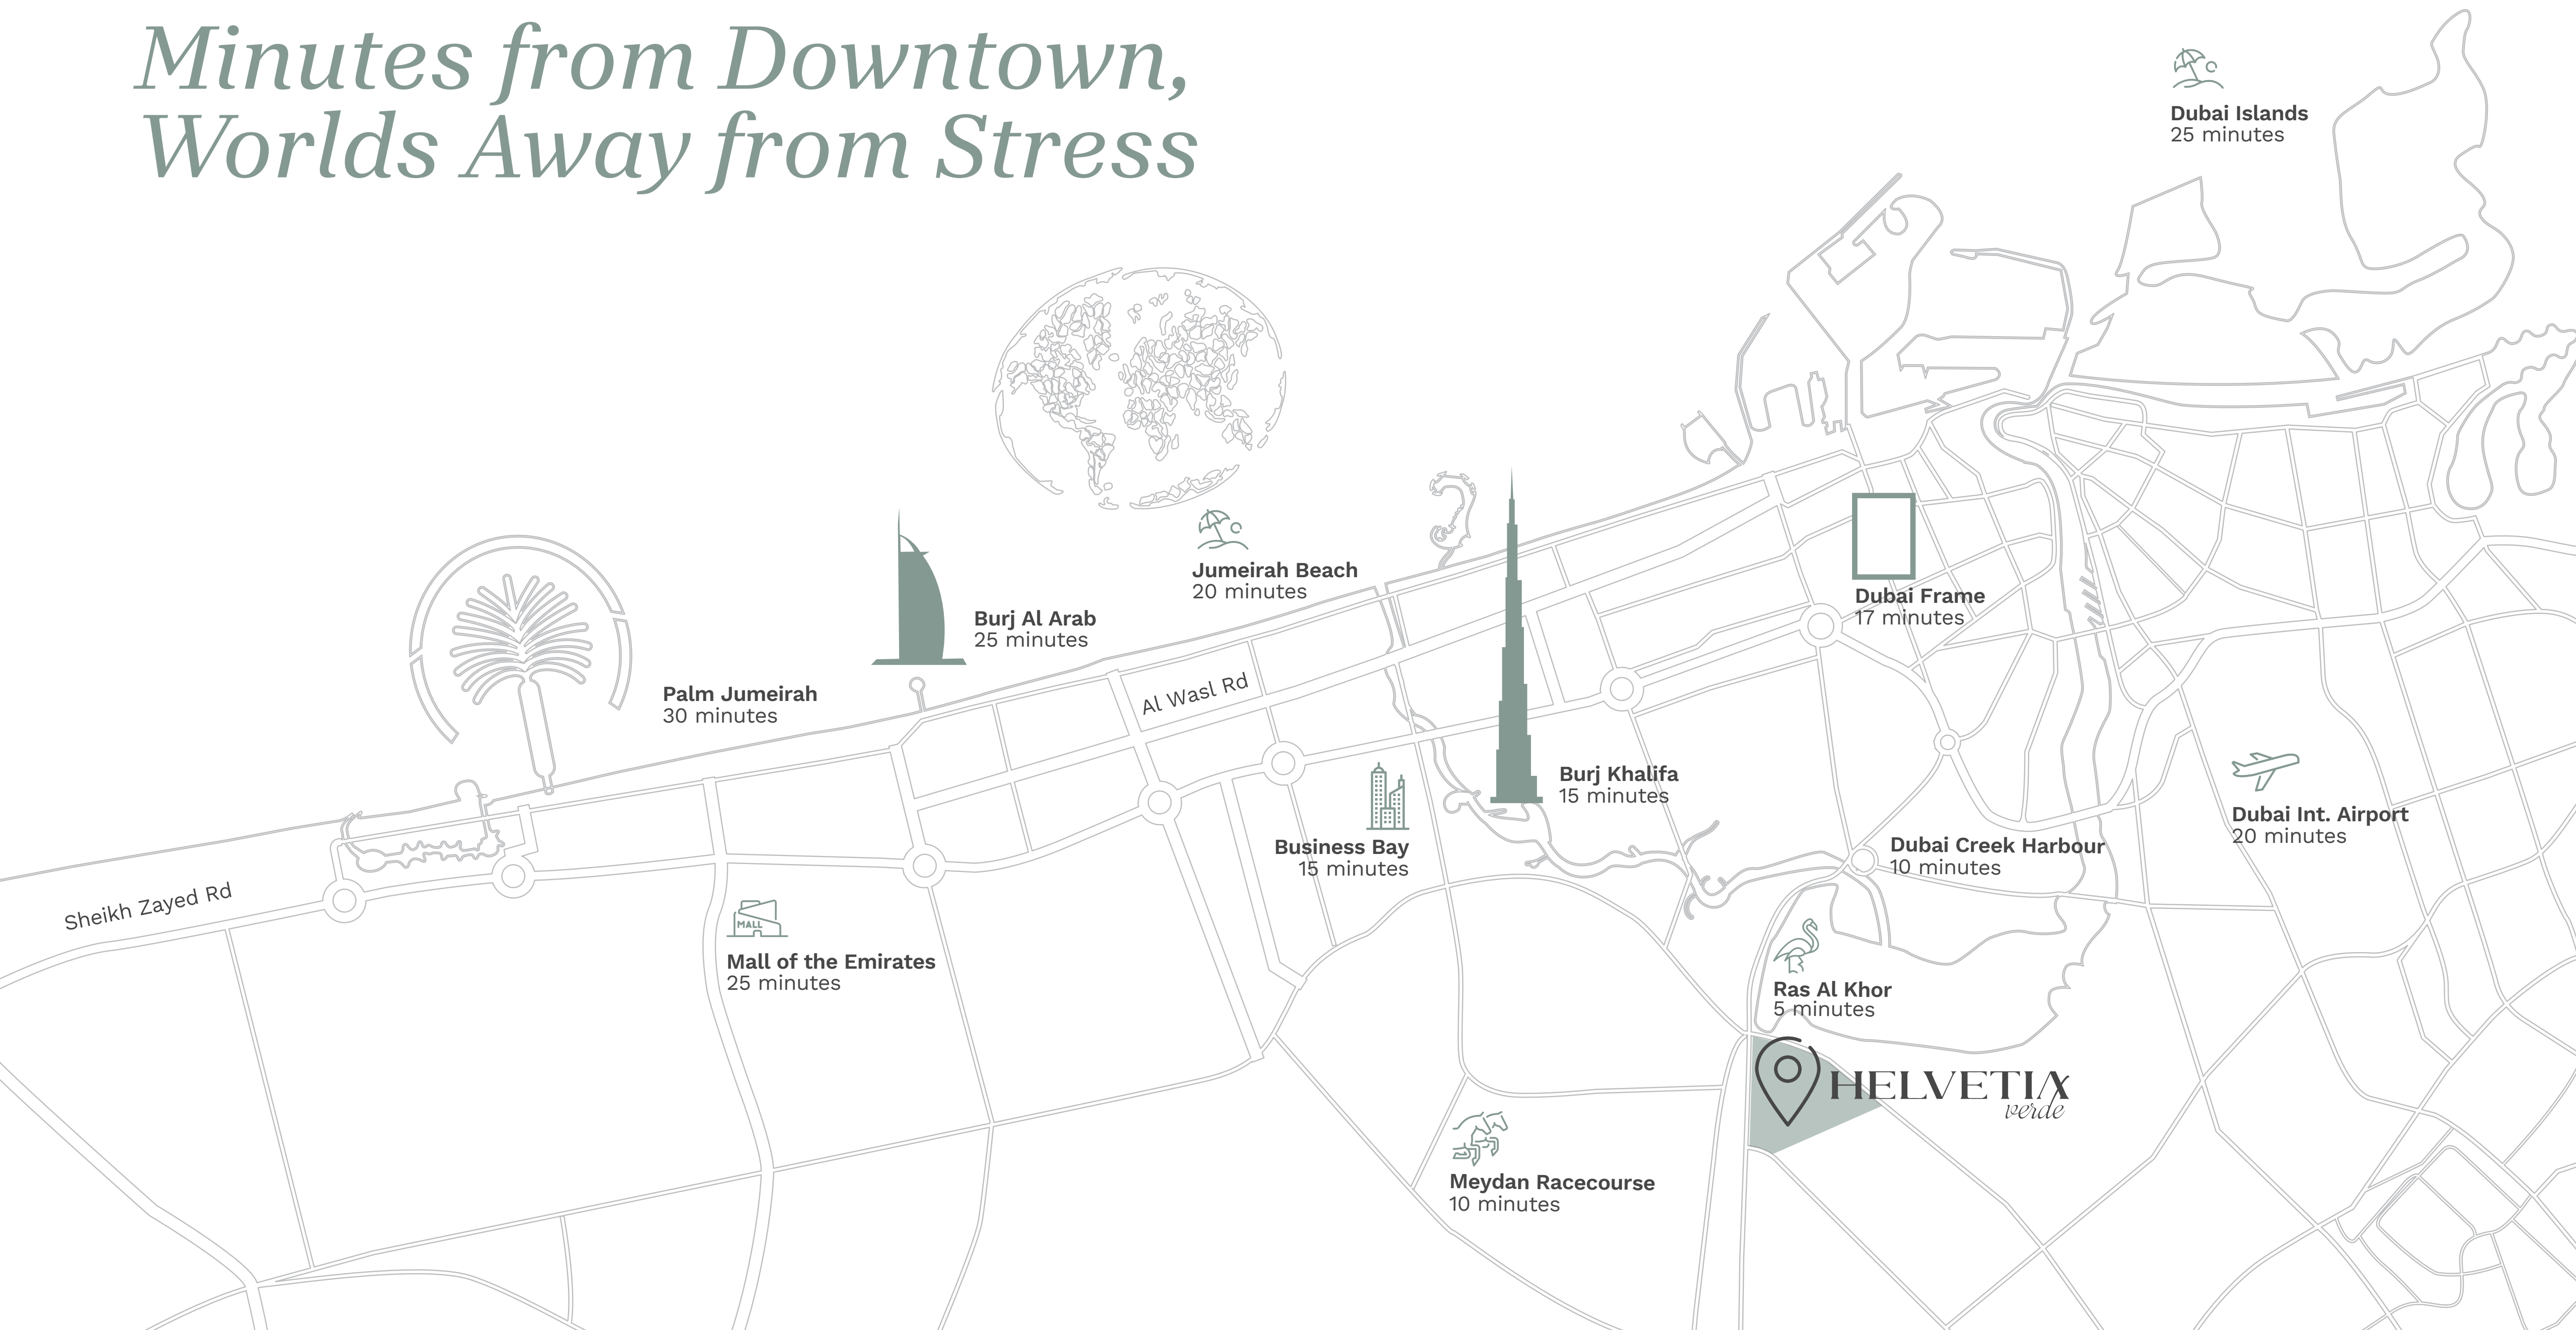 Minutes from Downtown,
Worlds Away from Stress
Dubai Islands
25 minutes
Jumeirah Beach
20 minutes
Burj Al Arab
25 minutes
Dubai Frame
17 minutes
Palm Jumeirah
30 minutes
Al Wasl Rd
Burj Khalifa
15 minutes
Business Bay
15 minutes
Dubai Int. Airport
20 minutes
Dubai Creek Harbour
10 minutes
Sheikh Zayed Rd
MALL
Mall of the Emirates
25 minutes
Ras Al Khor
5 minutes
HELVETIA
verde
Meydan Racecourse
10 minutes